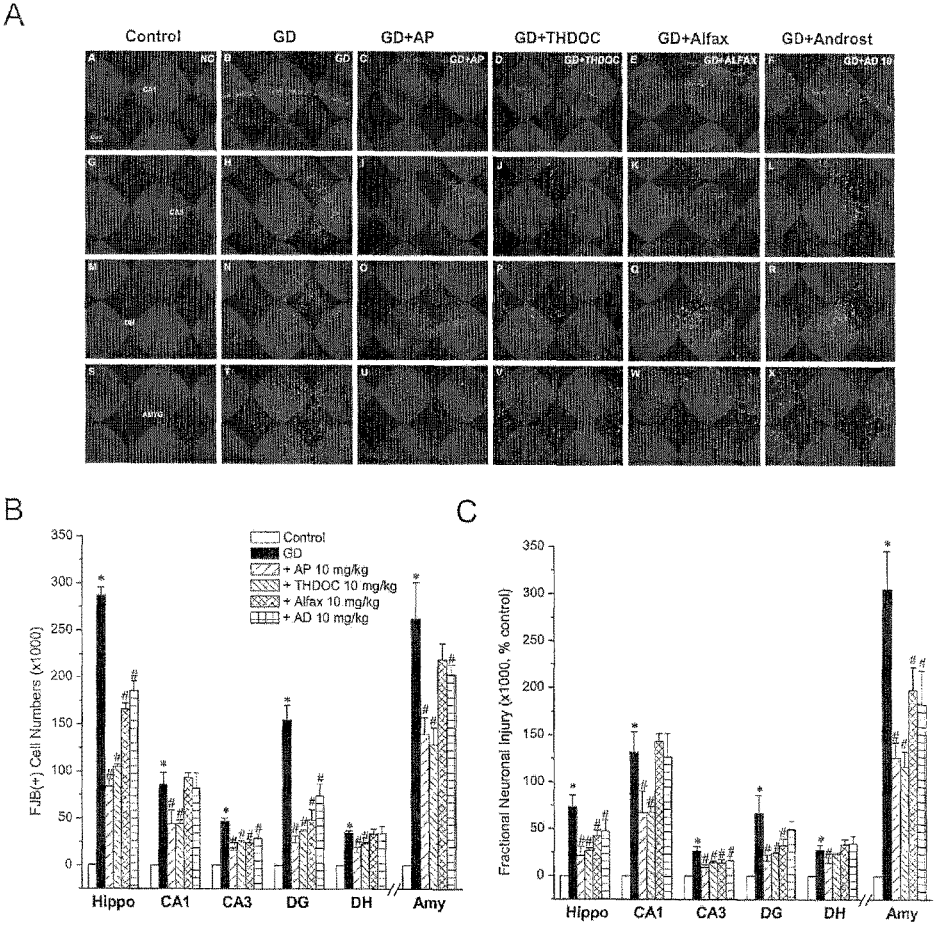 A
Control GD GD+AP GD+THDOC GD+Alfax GD+Androst
A NC B GD C GD+AP D GD+THDOC E GD+ALFAX F GD+AD 10
CA1
G H I J K L
CA3
M N O P Q R
S T U V W X
AMYG
B
FJB(+) Cell Numbers (x1000)
350
300
250
200
150
100
50
0
Control
GD
+ AP 10 mg/kg
+ THDOC 10 mg/kg
+ Alfax 10 mg/kg
+ AD 10 mg/kg
* # # # #
* # #
* # # # #
* # # # #
* # #
* # # #
Hippo CA1 CA3 DG DH Amy
C
Fractional Neuronal Injury (x1000, % control)
350
300
250
200
150
100
50
0
* # # # #
* # #
* # # # #
* # # #
* #
* # # # #
Hippo CA1 CA3 DG DH Amy